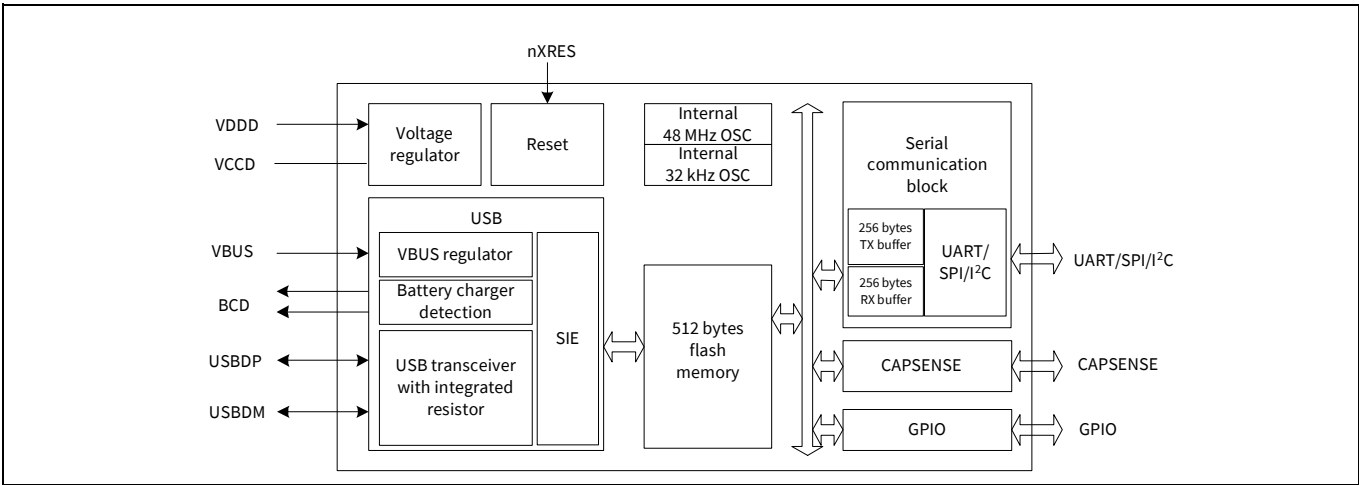 nXRES
VDDD
VCCD
Voltage
regulator
Reset
Internal
48 MHz OSC
Internal
32 kHz OSC
Serial
communication
block
256 bytes
TX buffer
256 bytes
RX buffer
UART/
SPI/I²C
UART/SPI/I²C
USB
VBUS
VBUS regulator
BCD
Battery charger
detection
USBDP
USBDM
USB transceiver
with integrated
resistor
SIE
512 bytes
flash
memory
CAPSENSE
CAPSENSE
GPIO
GPIO